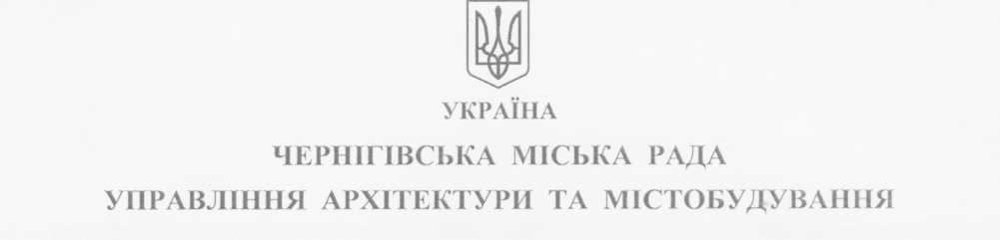 УКРАЇНА
ЧЕРНІГІВСЬКА МІСЬКА РАДА
УПРАВЛІННЯ АРХІТЕКТУРИ ТА МІСТОБУДУВАННЯ